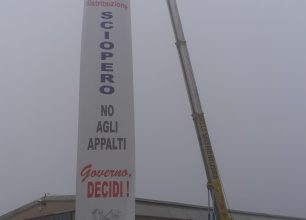 distribuzione
SCIOPERO
NO
AGLI
APPALTI
Governo,
DECIDI !